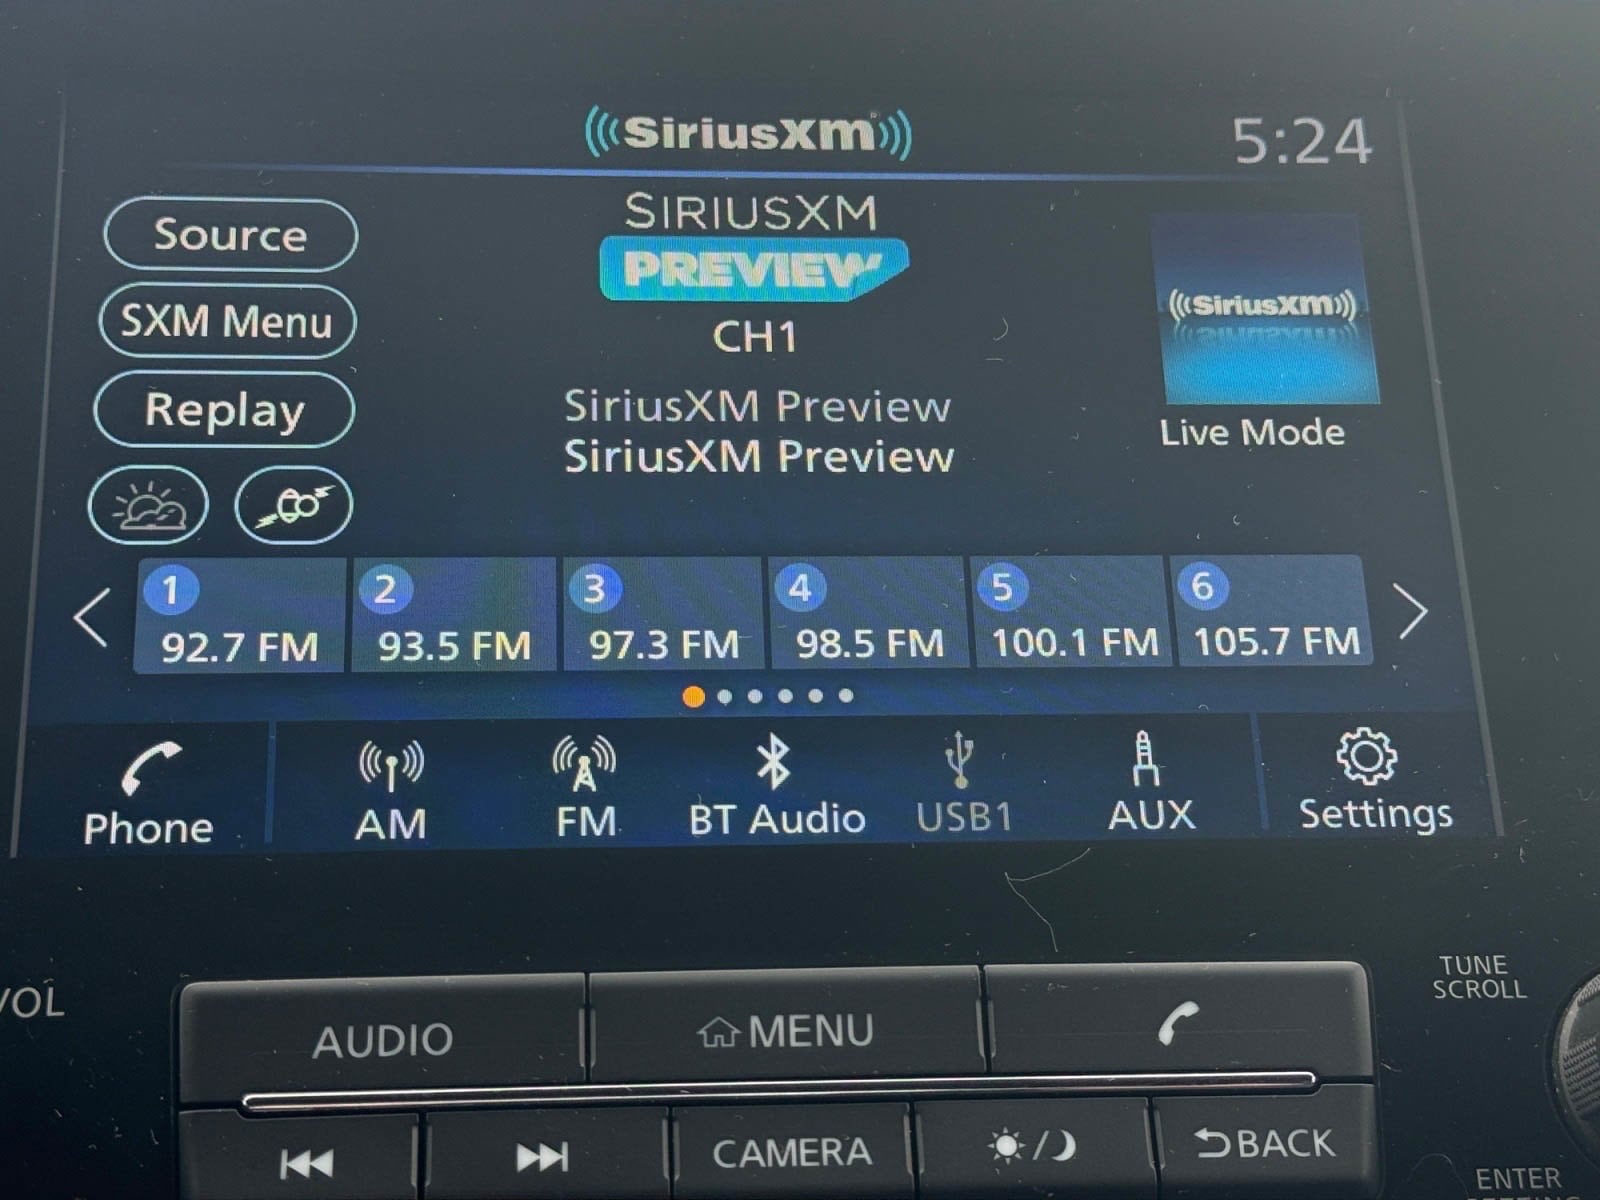 SiriusXM
5:24
Source
SXM Menu
Replay
SIRIUSXM
PREVIEW
CH1
SiriusXM Preview
SiriusXM Preview
SiriusXM
Live Mode
1
92.7 FM
2
93.5 FM
3
97.3 FM
4
98.5 FM
5
100.1 FM
6
105.7 FM
Phone
AM
FM
BT Audio
USB1
AUX
Settings
VOL
TUNE
SCROLL
AUDIO
MENU
CAMERA
BACK
ENTER